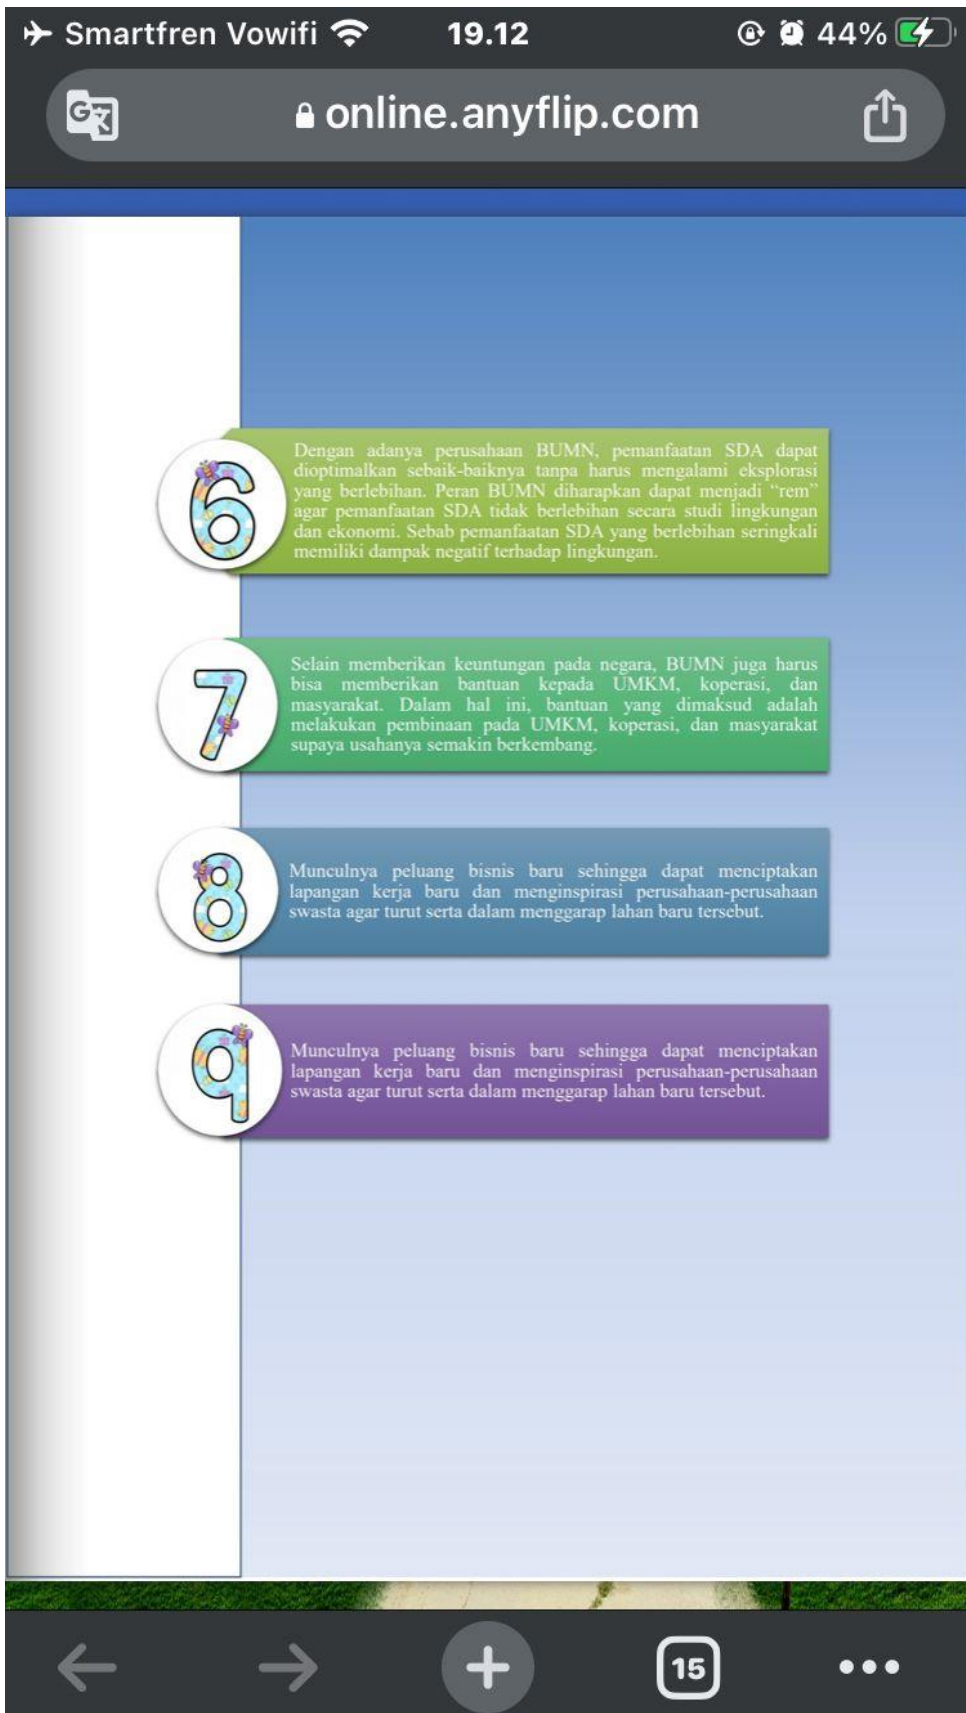 Smartfren Vowifi 19.12 44%
online.anyflip.com
6
Dengan adanya perusahaan BUMN, pemanfaatan SDA dapat
dioptimalkan sebaik-baiknya tanpa harus mengalami eksplorasi
yang berlebihan. Peran BUMN diharapkan dapat menjadi “rem”
agar pemanfaatan SDA tidak berlebihan secara studi lingkungan
dan ekonomi. Sebab pemanfaatan SDA yang berlebihan seringkali
memiliki dampak negatif terhadap lingkungan.
7
Selain memberikan keuntungan pada negara, BUMN juga harus
bisa memberikan bantuan kepada UMKM, koperasi, dan
masyarakat. Dalam hal ini, bantuan yang dimaksud adalah
melakukan pembinaan pada UMKM, koperasi, dan masyarakat
supaya usahanya semakin berkembang.
8
Munculnya peluang bisnis baru sehingga dapat menciptakan
lapangan kerja baru dan menginspirasi perusahaan-perusahaan
swasta agar turut serta dalam menggarap lahan baru tersebut.
9
Munculnya peluang bisnis baru sehingga dapat menciptakan
lapangan kerja baru dan menginspirasi perusahaan-perusahaan
swasta agar turut serta dalam menggarap lahan baru tersebut.
15